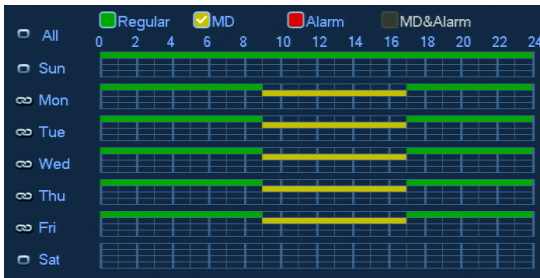 Regular MD Alarm MD&Alarm
All 0 2 4 6 8 10 12 14 16 18 20 22 24
Sun
Mon
Tue
Wed
Thu
Fri
Sat